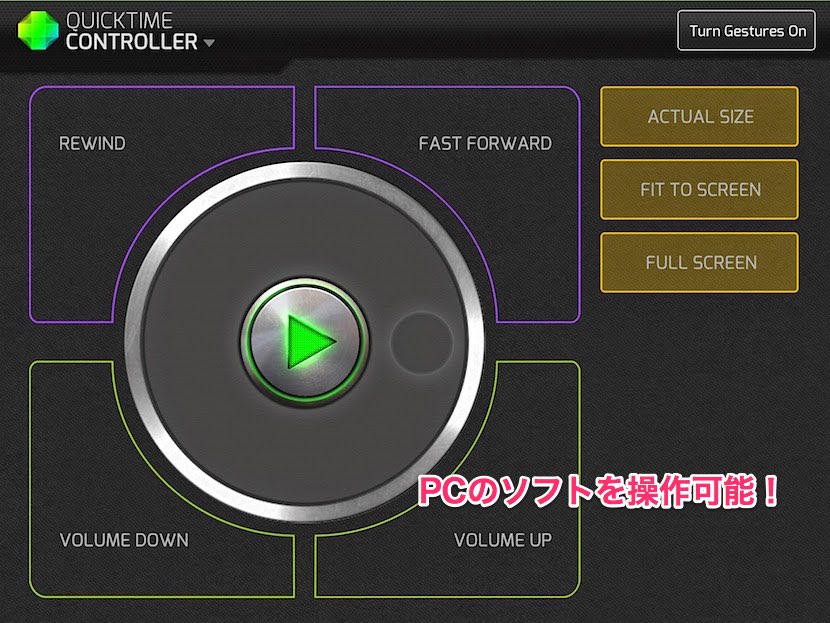 QUICKTIME
CONTROLLER
Turn Gestures On
REWIND
FAST FORWARD
ACTUAL SIZE
FIT TO SCREEN
FULL SCREEN
PCのソフトを操作可能！
VOLUME DOWN
VOLUME UP